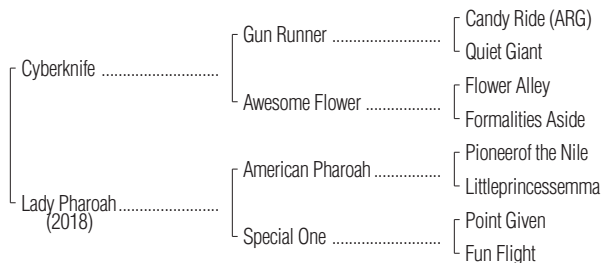 Candy Ride (ARG)
Gun Runner ........................
Quiet Giant
Cyberknife ..........................
Flower Alley
Awesome Flower .................
Formalities Aside
Pioneerof the Nile
American Pharoah ...............
Littleprincessemma
Lady Pharoah ......................
(2018)
Point Given
Special One ........................
Fun Flight